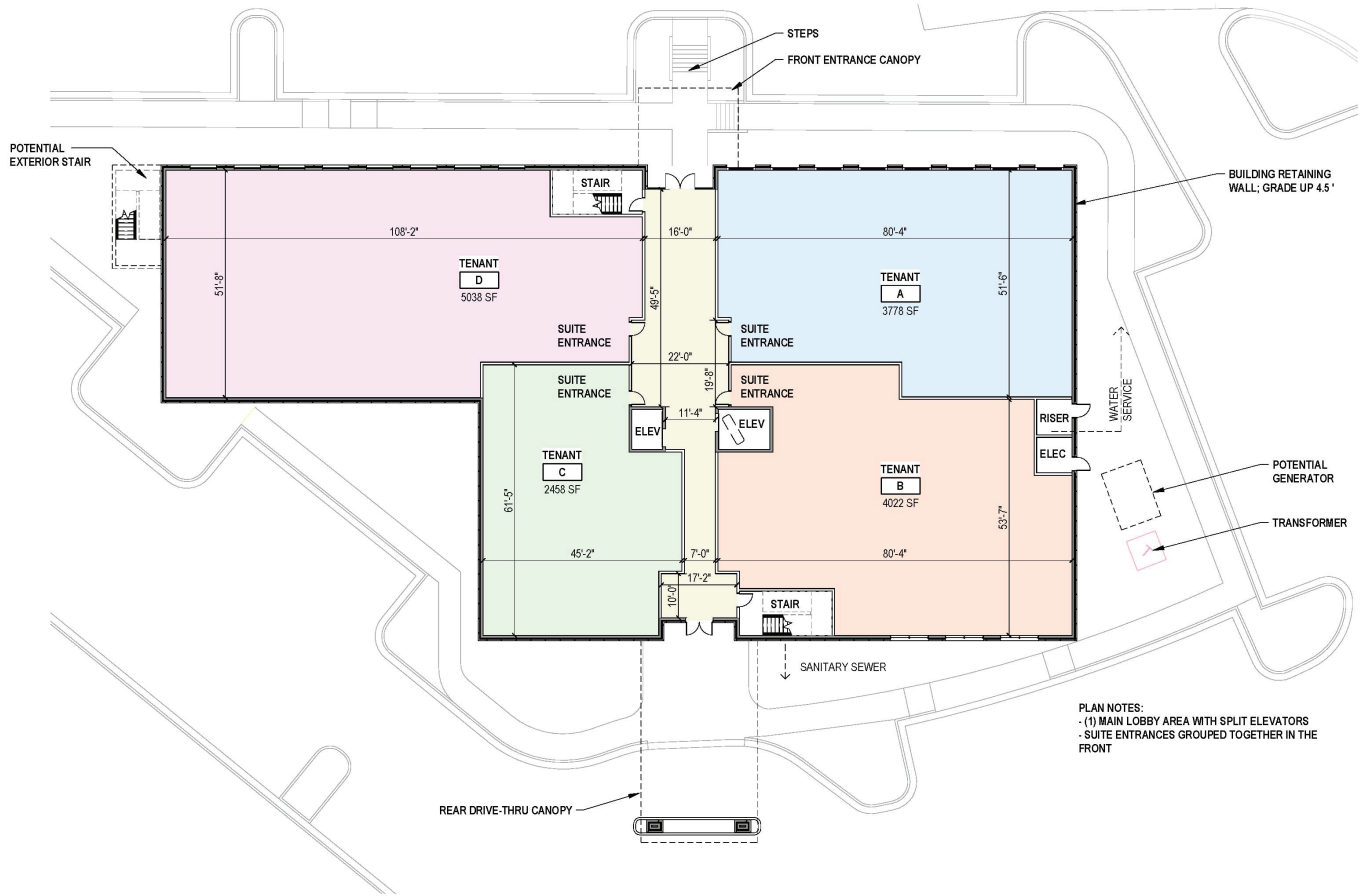 STEPS
FRONT ENTRANCE CANOPY
POTENTIAL
EXTERIOR STAIR
BUILDING RETAINING
WALL; GRADE UP 4.5 '
STAIR
108'-2"
16'-0"
80'-4"
TENANT
D
5038 SF
51'-8"
49'-5"
TENANT
A
3778 SF
51'-6"
SUITE
ENTRANCE
SUITE
ENTRANCE
22'-0"
SUITE
ENTRANCE
19'-8"
SUITE
ENTRANCE
11'-4"
ELEV
ELEV
RISER
ELEC
WATER
SERVICE
TENANT
C
2458 SF
61'-5"
TENANT
B
4022 SF
53'-7"
POTENTIAL
GENERATOR
TRANSFORMER
45'-2"
7'-0"
80'-4"
17'-2"
10'-0"
STAIR
SANITARY SEWER
PLAN NOTES:
- (1) MAIN LOBBY AREA WITH SPLIT ELEVATORS
- SUITE ENTRANCES GROUPED TOGETHER IN THE
FRONT
REAR DRIVE-THRU CANOPY